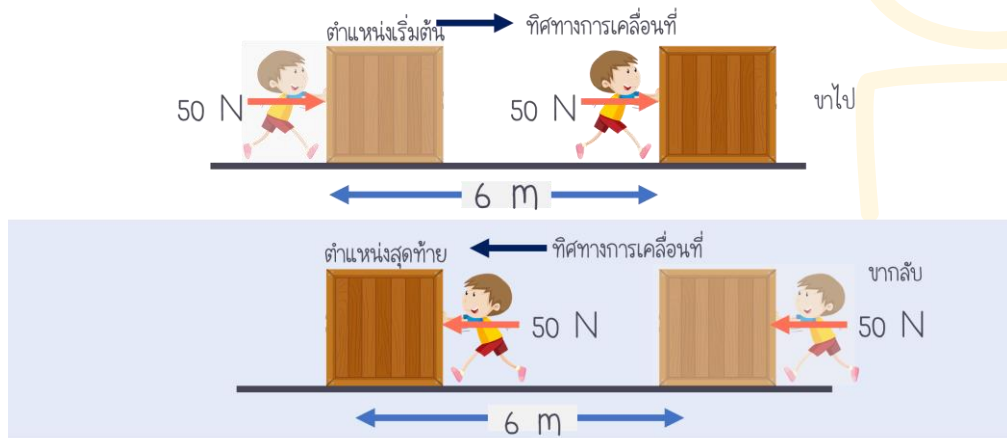 ตำแหน่งเริ่มต้น ทิศทางการเคลื่อนที่
50 N 50 N ขาไป
6 m
ตำแหน่งสุดท้าย ทิศทางการเคลื่อนที่
ขากลับ
50 N 50 N
6 m